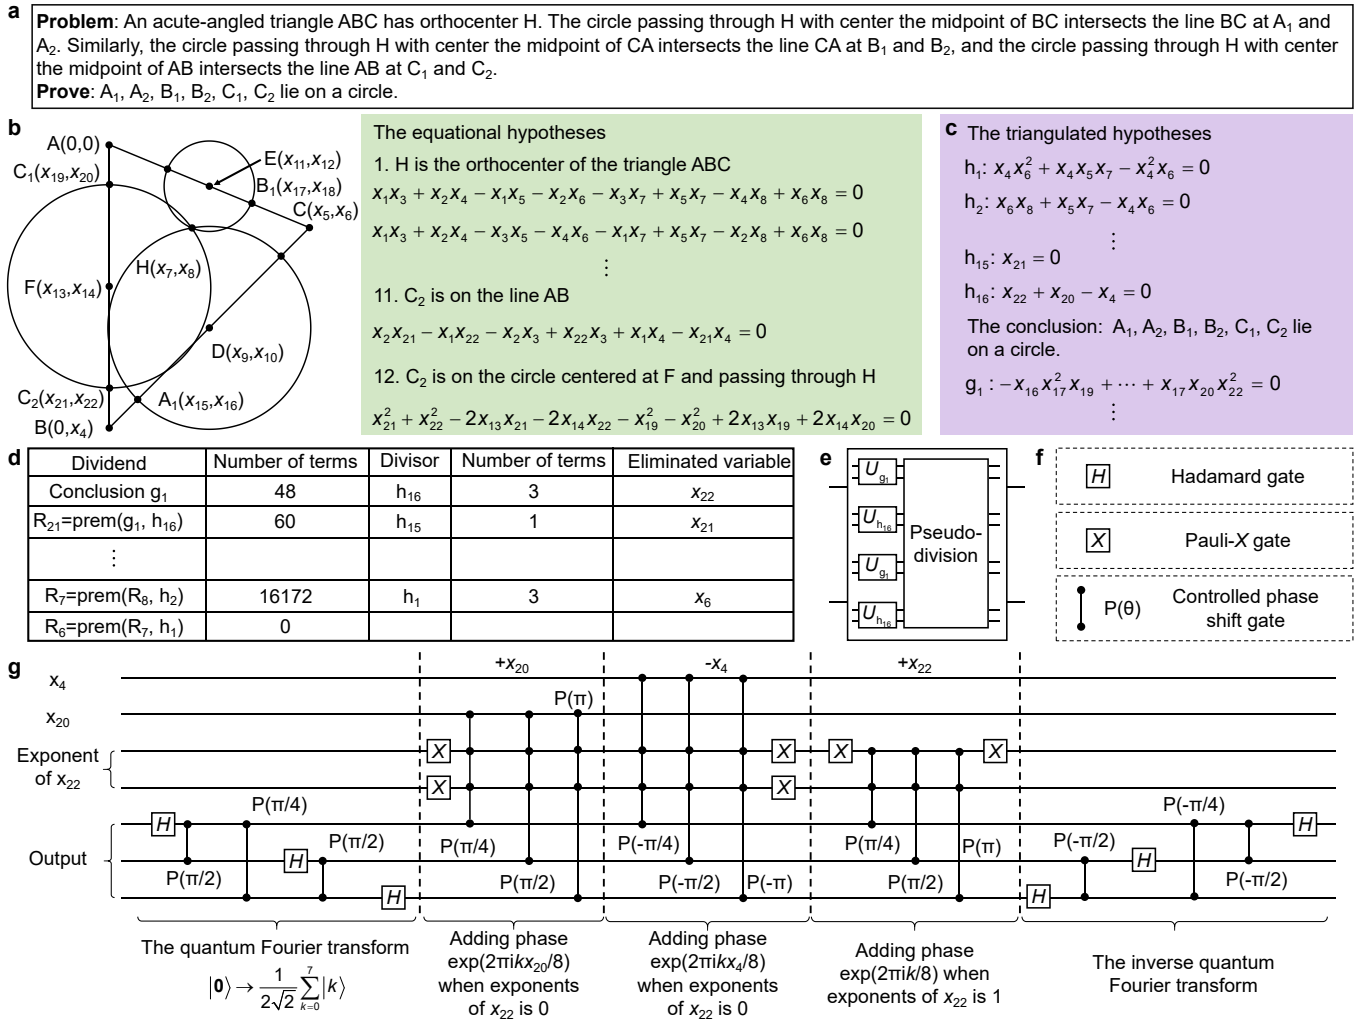 a
Problem: An acute-angled triangle ABC has orthocenter H. The circle passing through H with center the midpoint of BC intersects the line BC at A₁ and
A₂. Similarly, the circle passing through H with center the midpoint of CA intersects the line CA at B₁ and B₂, and the circle passing through H with center
the midpoint of AB intersects the line AB at C₁ and C₂.
Prove: A₁, A₂, B₁, B₂, C₁, C₂ lie on a circle.
b
A(0,0)
C₁(x₁₉,x₂₀)
E(x₁₁,x₁₂)
B₁(x₁₇,x₁₈)
C(x₅,x₆)
H(x₇,x₈)
F(x₁₃,x₁₄)
D(x₉,x₁₀)
C₂(x₂₁,x₂₂)
A₁(x₁₅,x₁₆)
B(0,x₄)
The equational hypotheses
1. H is the orthocenter of the triangle ABC
x₁x₃ + x₂x₄ − x₁x₅ − x₂x₆ − x₃x₇ + x₅x₇ − x₄x₈ + x₆x₈ = 0
x₁x₃ + x₂x₄ − x₃x₅ − x₄x₆ − x₁x₇ + x₅x₇ − x₂x₈ + x₆x₈ = 0
⋮
11. C₂ is on the line AB
x₂x₂₁ − x₁x₂₂ − x₂x₃ + x₂₂x₃ + x₁x₄ − x₂₁x₄ = 0
12. C₂ is on the circle centered at F and passing through H
x₂₁² + x₂₂² − 2x₁₃x₂₁ − 2x₁₄x₂₂ − x₁₉² − x₂₀² + 2x₁₃x₁₉ + 2x₁₄x₂₀ = 0
c
The triangulated hypotheses
h₁: x₄x₆² + x₄x₅x₇ − x₄²x₆ = 0
h₂: x₆x₈ + x₅x₇ − x₄x₆ = 0
⋮
h₁₅: x₂₁ = 0
h₁₆: x₂₂ + x₂₀ − x₄ = 0
The conclusion: A₁, A₂, B₁, B₂, C₁, C₂ lie
on a circle.
g₁ : −x₁₆x₁₇²x₁₉ + ⋯ + x₁₇x₂₀x₂₂² = 0
⋮
d
Dividend Number of terms Divisor Number of terms Eliminated variable
Conclusion g₁ 48 h₁₆ 3 x₂₂
R₂₁=prem(g₁, h₁₆) 60 h₁₅ 1 x₂₁
⋮
R₇=prem(R₈, h₂) 16172 h₁ 3 x₆
R₆=prem(R₇, h₁) 0
e
U_g₁
U_h₁₆
U_g₁
U_h₁₆
Pseudo-
division
f
H Hadamard gate
X Pauli-X gate
P(θ) Controlled phase
shift gate
g
+x₂₀ -x₄ +x₂₂
x₄
x₂₀
P(π)
Exponent
of x₂₂
X X X X
X X
P(π/4) P(-π/4)
H H
P(π/2) P(π/4) P(-π/4) P(π/4) P(π) P(-π/2)
Output
H H
P(π/2) P(π/2) P(-π/2) P(-π) P(π/2) P(-π/2)
H H
The quantum Fourier transform
|0⟩ → 1/2√2 ∑ₖ₌₀⁷ |k⟩
Adding phase
exp(2πikx₂₀/8)
when exponents
of x₂₂ is 0
Adding phase
exp(2πikx₄/8)
when exponents
of x₂₂ is 0
Adding phase
exp(2πik/8) when
exponents of x₂₂ is 1
The inverse quantum
Fourier transform